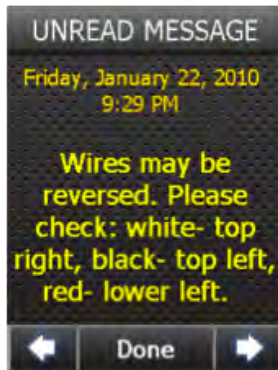 UNREAD MESSAGE
Friday, January 22, 2010
9:29 PM
Wires may be
reversed. Please
check: white- top
right, black- top left,
red- lower left.
Done